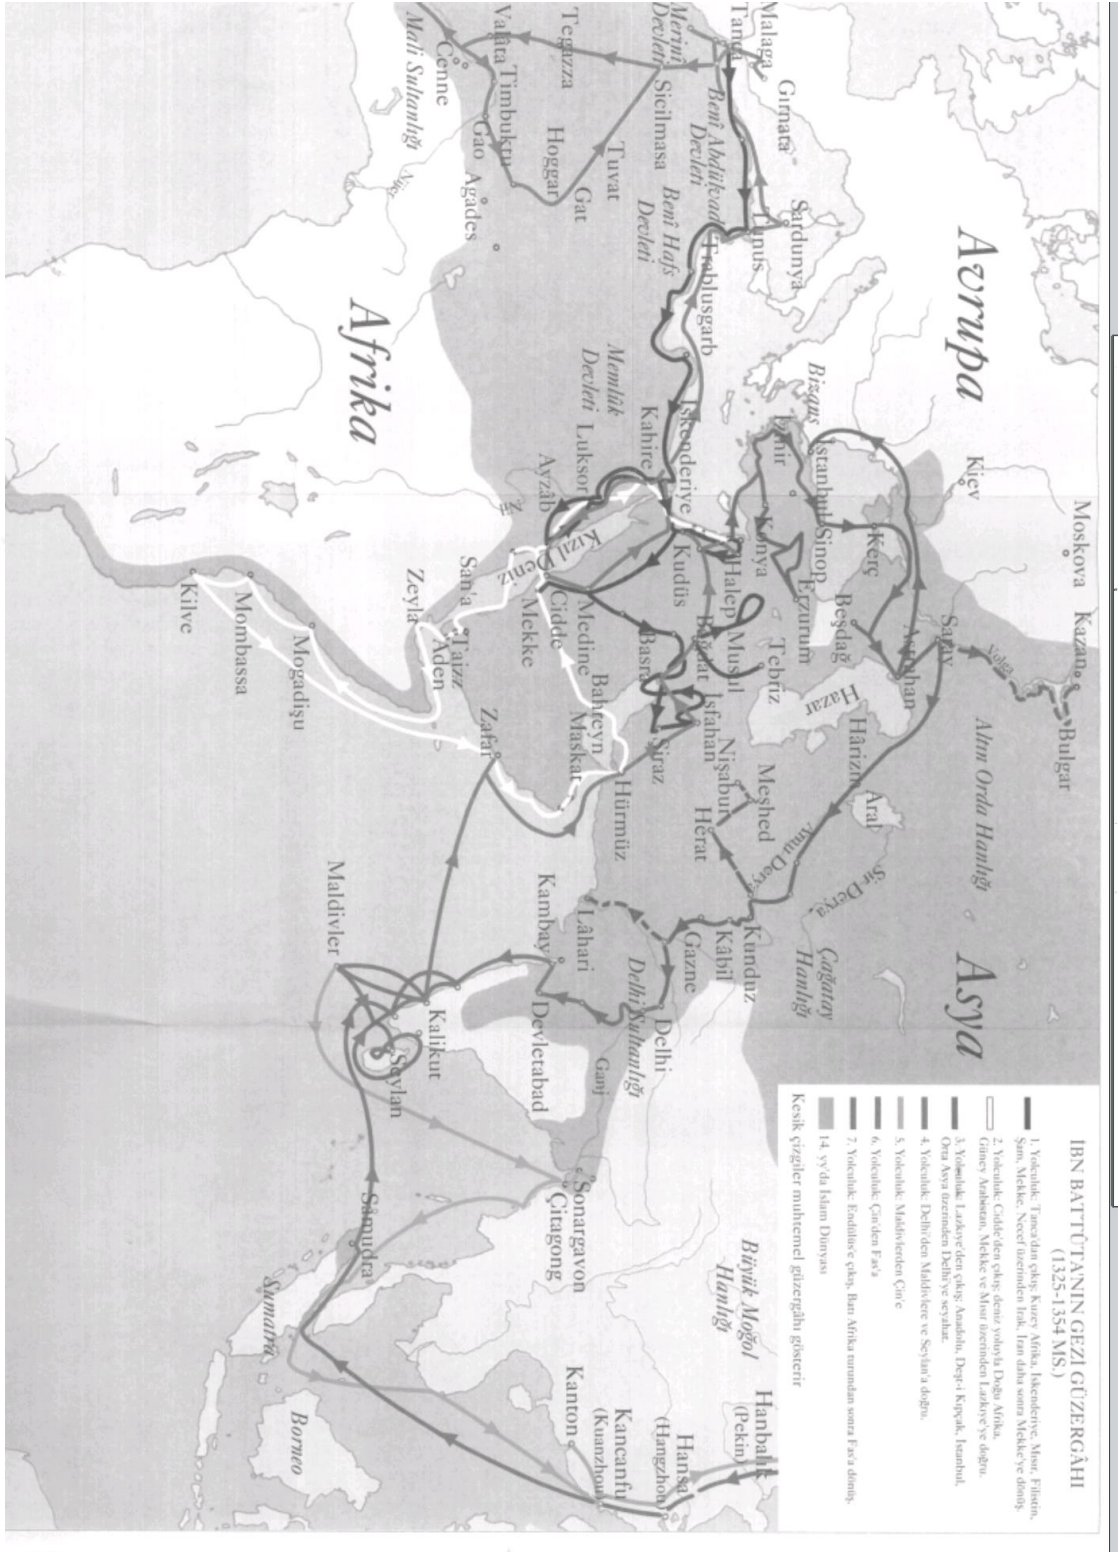 İBN BATTÛTA'NIN GEZİ GÜZERGÂHI
(1325-1354 MS.)
1. Yolculuk: Tanca'dan çıkış; Kuzey Afrika, İskenderiye, Mısır, Filistin,
Şam, Mekke, Necef üzerinden Irak, İran daha sonra Mekke'ye dönüş.
2. Yolculuk: Cidde'den çıkış; deniz yoluyla Doğu Afrika,
Güney Arabistan, Mekke ve Mısır üzerinden Lazkiye'ye doğru.
3. Yolculuk: Lazkiye'den çıkış; Anadolu, Deşt-i Kıpçak, İstanbul,
Orta Asya üzerinden Delhi'ye seyahat.
4. Yolculuk: Delhi'den Maldivlere ve Seylan'a doğru.
5. Yolculuk: Maldivlerden Çin'e
6. Yolculuk: Çin'den Fas'a
7. Yolculuk: Endülüs'e çıkış, Batı Afrika turundan sonra Fas'a dönüş.
14. yy'da İslam Dünyası
Kesik çizgiler muhtemel güzergâhı gösterir
Avrupa
Asya
Afrika
Moskova
Kazan
Bulgar
Kiev
Volga
Altın Orda Hanlığı
Saray
Astrahan
Kerç
Beşdağ
Hazar
Hârizm
Aral
Sir Derya
Amu Derya
Çağatay
Hanlığı
Malaga
Gırnata
Sardunya
Tunus
Bizans
İstanbul
İzmir
Sinop
Konya
Erzurum
Tebriz
Halep
Musul
Bağdat
Basra
İsfahan
Şiraz
Nişabur
Meşhed
Hêrat
Kunduz
Kâbil
Gazne
Merini
Devleti
Sicilmasa
Benî Abdülvad
Devleti
Benî Hafs
Devleti
Trablusgarb
İskenderiye
Kahire
Kudüs
Memlûk
Devleti
Luksor
Ayzâb
Nil
Kızıl Deniz
Medine
Cidde
Mekke
Bahreyn
Maskat
Hürmüz
San'a
Taizz
Aden
Zeyla
Zafar
Tegazza
Valata
Tuvat
Gat
Hoggar
Timbuktu
Gao
Agades
Cenne
Mali Sultanlığı
Nijer
Mogadişu
Mombassa
Kilve
Lâhari
Kambay
Delhi
Delhi Sultanlığı
Devletabad
Ganj
Kalikut
Seylan
Maldivler
Sonargavon
Çitagong
Sâmudra
Sumatra
Borneo
Büyük Moğol
Hanlığı
Hanbalık
(Pekin)
Hansa
(Hangzhou)
Kancanfu
(Kuanzhou)
Kanton